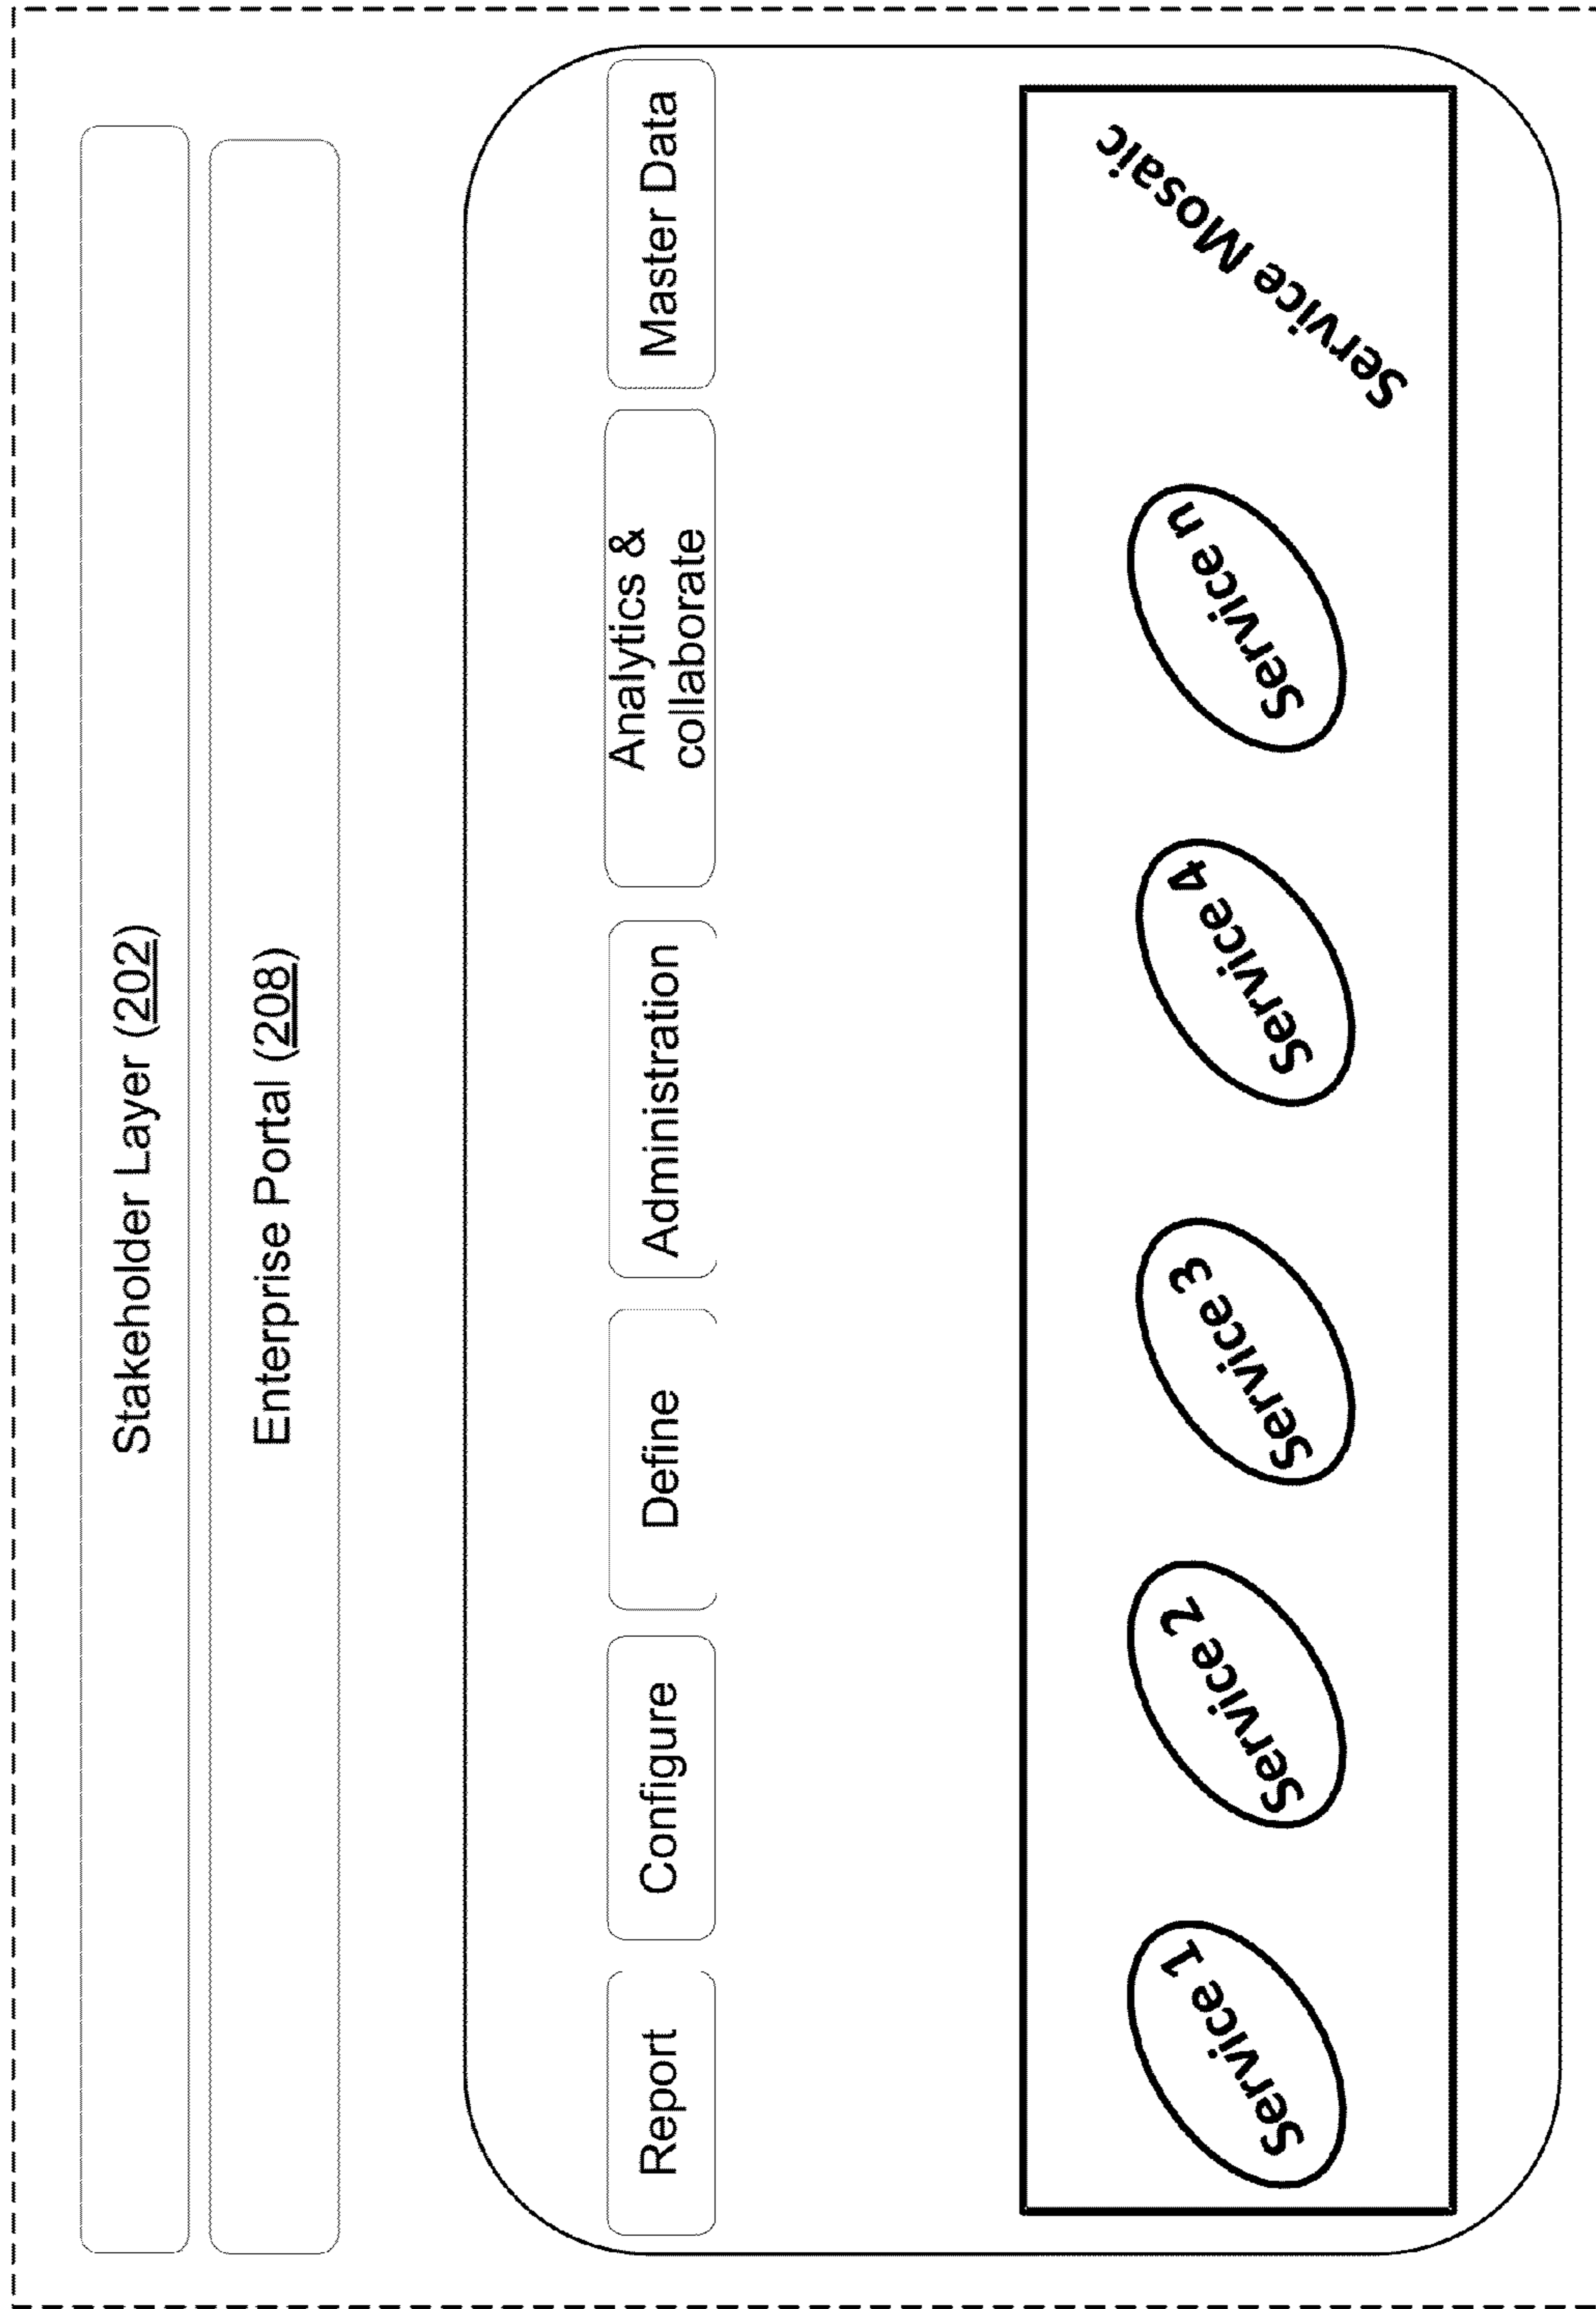 Stakeholder Layer (202)
Enterprise Portal (208)
Report
Configure
Define
Administration
Analytics &
collaborate
Master Data
Service 1
Service 2
Service 3
Service 4
Service n
Service Mosaic